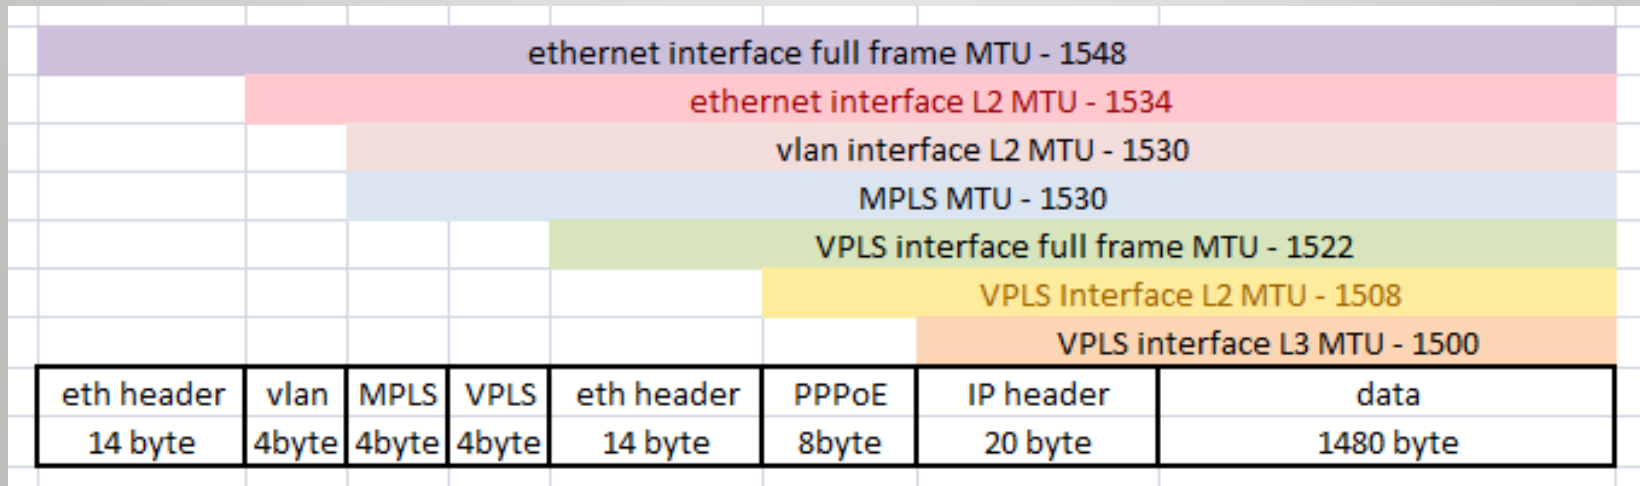 ethernet interface full frame MTU - 1548
ethernet interface L2 MTU - 1534
vlan interface L2 MTU - 1530
MPLS MTU - 1530
VPLS interface full frame MTU - 1522
VPLS Interface L2 MTU - 1508
VPLS interface L3 MTU - 1500
eth header vlan MPLS VPLS eth header PPPoE IP header data
14 byte 4byte 4byte 4byte 14 byte 8byte 20 byte 1480 byte